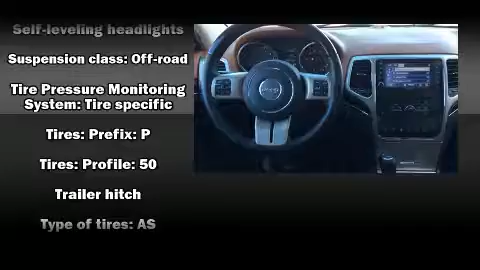 Self-leveling headlights
Suspension class: Off-road
Tire Pressure Monitoring
System: Tire specific
Tires: Prefix: P
Tires: Profile: 50
Trailer hitch
Type of tires: AS